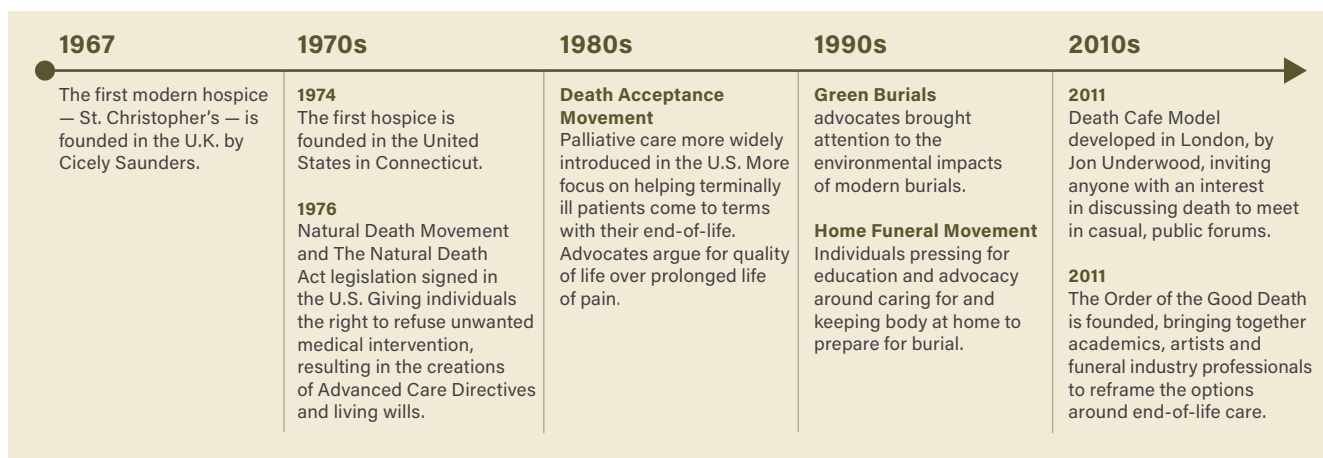 1967
The first modern hospice
— St. Christopher’s — is
founded in the U.K. by
Cicely Saunders.
1970s
1974
The first hospice is
founded in the United
States in Connecticut.
1976
Natural Death Movement
and The Natural Death
Act legislation signed in
the U.S. Giving individuals
the right to refuse unwanted
medical intervention,
resulting in the creations
of Advanced Care Directives
and living wills.
1980s
Death Acceptance
Movement
Palliative care more widely
introduced in the U.S. More
focus on helping terminally
ill patients come to terms
with their end-of-life.
Advocates argue for quality
of life over prolonged life
of pain.
1990s
Green Burials
advocates brought
attention to the
environmental impacts
of modern burials.
Home Funeral Movement
Individuals pressing for
education and advocacy
around caring for and
keeping body at home to
prepare for burial.
2010s
2011
Death Cafe Model
developed in London, by
Jon Underwood, inviting
anyone with an interest
in discussing death to meet
in casual, public forums.
2011
The Order of the Good Death
is founded, bringing together
academics, artists and
funeral industry professionals
to reframe the options
around end-of-life care.